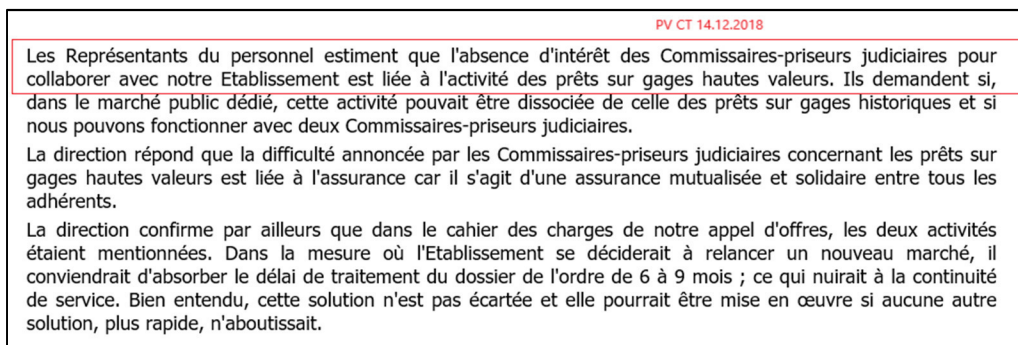 PV CT 14.12.2018
Les Représentants du personnel estiment que l'absence d'intérêt des Commissaires-priseurs judiciaires pour
collaborer avec notre Etablissement est liée à l'activité des prêts sur gages hautes valeurs. Ils demandent si,
dans le marché public dédié, cette activité pouvait être dissociée de celle des prêts sur gages historiques et si
nous pouvons fonctionner avec deux Commissaires-priseurs judiciaires.
La direction répond que la difficulté annoncée par les Commissaires-priseurs judiciaires concernant les prêts sur
gages hautes valeurs est liée à l'assurance car il s'agit d'une assurance mutualisée et solidaire entre tous les
adhérents.
La direction confirme par ailleurs que dans le cahier des charges de notre appel d'offres, les deux activités
étaient mentionnées. Dans la mesure où l'Etablissement se déciderait à relancer un nouveau marché, il
conviendrait d'absorber le délai de traitement du dossier de l'ordre de 6 à 9 mois ; ce qui nuirait à la continuité
de service. Bien entendu, cette solution n'est pas écartée et elle pourrait être mise en œuvre si aucune autre
solution, plus rapide, n'aboutissait.